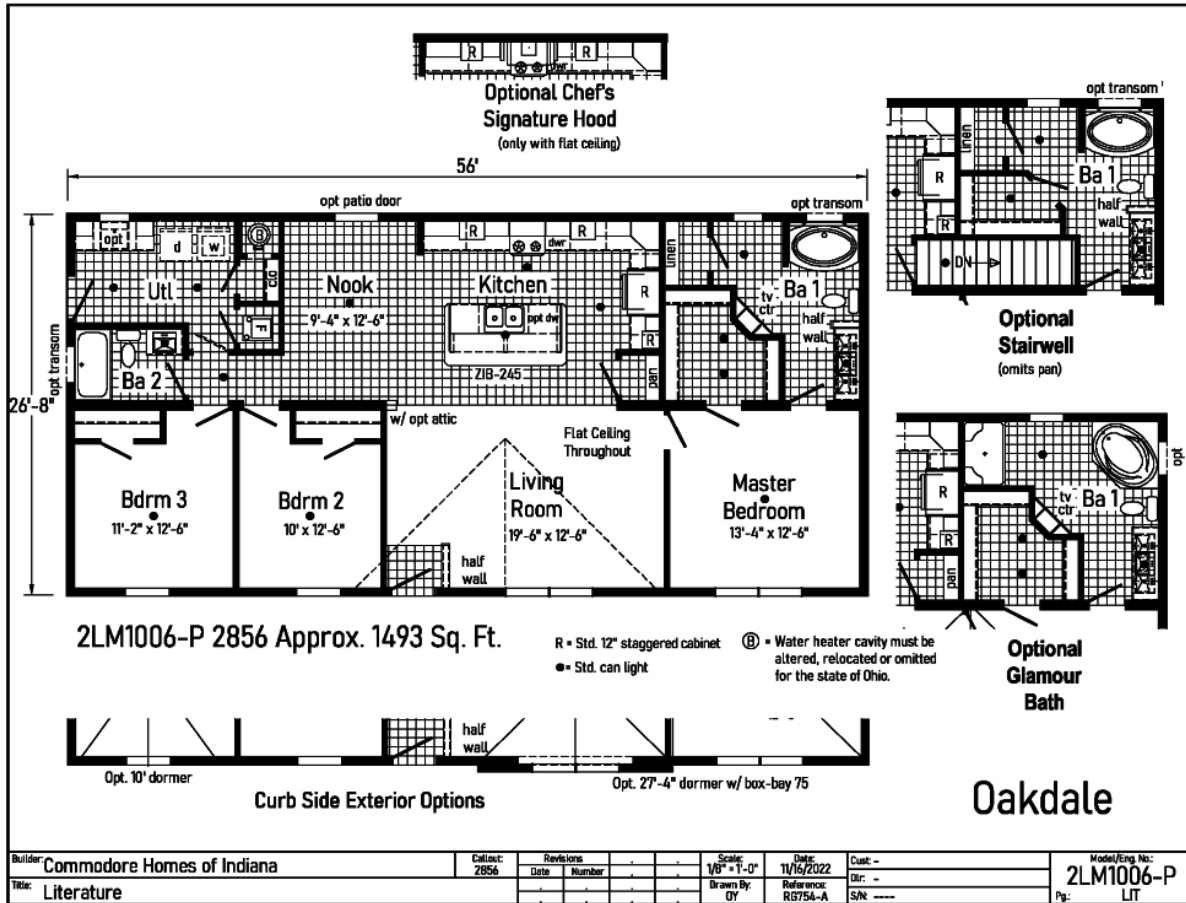 R
R
dwr
Optional Chef's
Signature Hood
(only with flat ceiling)
56'
opt patio door
opt transom
26'-8"
opt transom
opt
d
w
B
clo
F
Utl
Ba 2
Nook
9'-4" x 12'-6"
Kitchen
R
R
dwr
R
R
ZIB-245
pan
linen
tv
ctr
Ba 1
half
wall
w/ opt attic
Flat Ceiling
Throughout
Bdrm 3
11'-2" x 12'-6"
Bdrm 2
10' x 12'-6"
Living
Room
19'-6" x 12'-6"
half
wall
Master
Bedroom
13'-4" x 12'-6"
opt transom
linen
R
R
Ba 1
half
wall
DN
Optional
Stairwell
(omits pan)
opt
R
R
pan
tv
ctr
Ba 1
Optional
Glamour
Bath
2LM1006-P 2856 Approx. 1493 Sq. Ft.
R = Std. 12" staggered cabinet
● = Std. can light
Ⓑ = Water heater cavity must be
altered, relocated or omitted
for the state of Ohio.
half
wall
Opt. 10' dormer
Opt. 27'-4" dormer w/ box-bay 75
Curb Side Exterior Options
Oakdale
Builder: Commodore Homes of Indiana
Title: Literature
Callout:
2856
Revisions
Date Number
Scale:
1/8" = 1'-0"
Drawn By:
OY
Date:
11/16/2022
Reference:
RG754-A
Cust: -
Dlr: -
S/N: ----
Model/Eng. No.:
2LM1006-P
Pg.: LIT